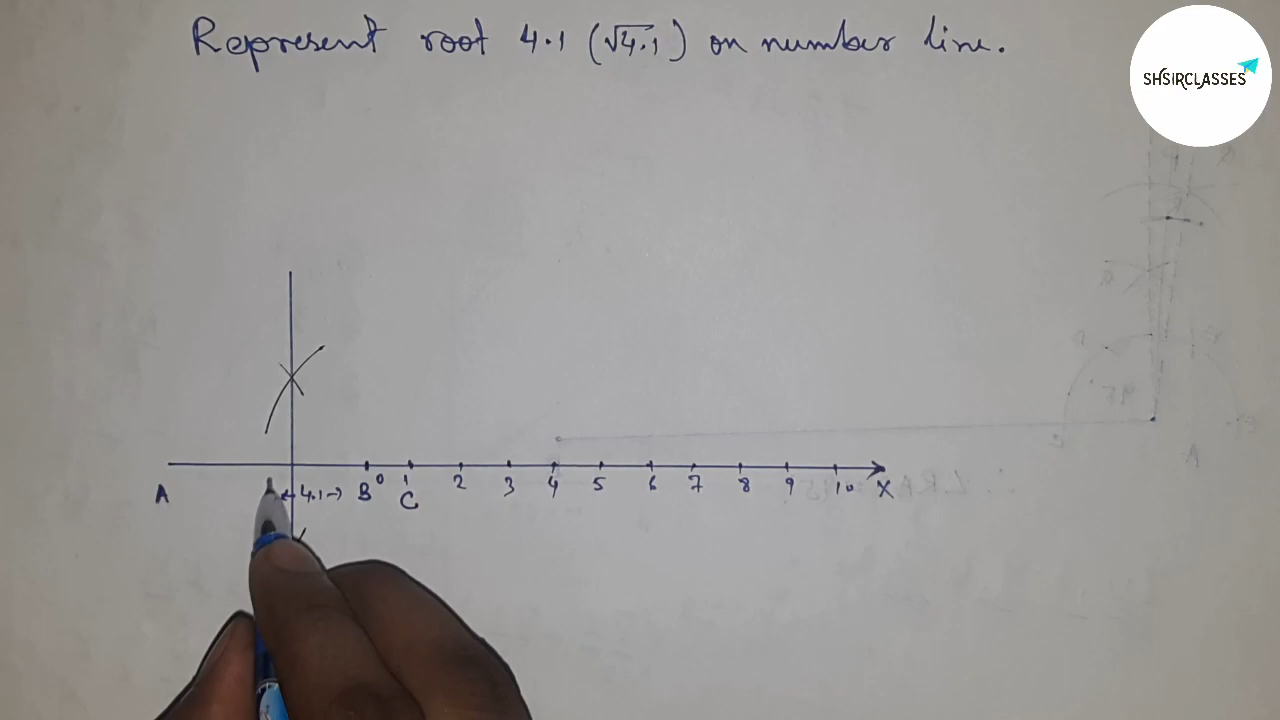 Represent root 4.1 (√4.1) on number line.
SHSIRCLASSES
A ←4.1→ B 0 1 2 3 4 5 6 7 8 9 10 X
C